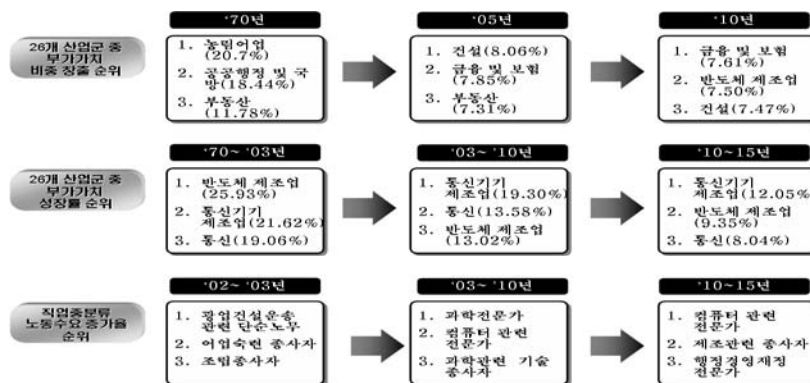 '70년
'05년
'10년
26개 산업군 중
부가가치
비중 창출 순위
1. 농림어업
(20.7%)
2. 공공행정 및 국
방(18.44%)
3. 부동산
(11.78%)
1. 건설(8.06%)
2. 금융 및 보험
(7.85%)
3. 부동산
(7.31%)
1. 금융 및 보험
(7.61%)
2. 반도체 제조업
(7.50%)
3. 건설(7.47%)
'70~ '03년
'03~ '10년
'10~15년
26개 산업군 중
부가가치
성장률 순위
1. 반도체 제조업
(25.93%)
2. 통신기기
제조업(21.62%)
3. 통신(19.06%)
1. 통신기기
제조업(19.30%)
2. 통신(13.58%)
3. 반도체 제조업
(13.02%)
1. 통신기기
제조업(12.05%
2. 반도체 제조업
(9.35%)
3. 통신(8.04%)
'02~ '03년
'03~ '10년
'10~15년
직업중분류
노동수요 증가율
순위
1. 광업건설운송
관련 단순노무
2. 어업숙련 종사자
3. 조립종사자
1. 과학전문가
2. 컴퓨터 관련
전문가
3. 과학관련 기술
종사자
1. 컴퓨터 관련
전문가
2. 제조관련 종사자
3. 행정경영재정
전문가